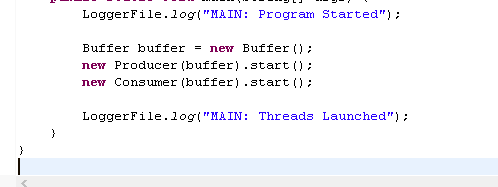 LoggerFile.log("MAIN: Program Started");
Buffer buffer = new Buffer();
new Producer(buffer).start();
new Consumer(buffer).start();
LoggerFile.log("MAIN: Threads Launched");
}
}